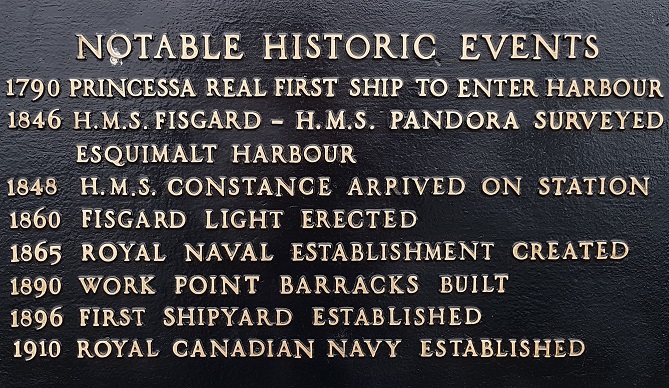 NOTABLE HISTORIC EVENTS
1790 PRINCESSA REAL FIRST SHIP TO ENTER HARBOUR
1846 H.M.S. FISGARD – H.M.S. PANDORA SURVEYED
ESQUIMALT HARBOUR
1848 H.M.S. CONSTANCE ARRIVED ON STATION
1860 FISGARD LIGHT ERECTED
1865 ROYAL NAVAL ESTABLISHMENT CREATED
1890 WORK POINT BARRACKS BUILT
1896 FIRST SHIPYARD ESTABLISHED
1910 ROYAL CANADIAN NAVY ESTABLISHED